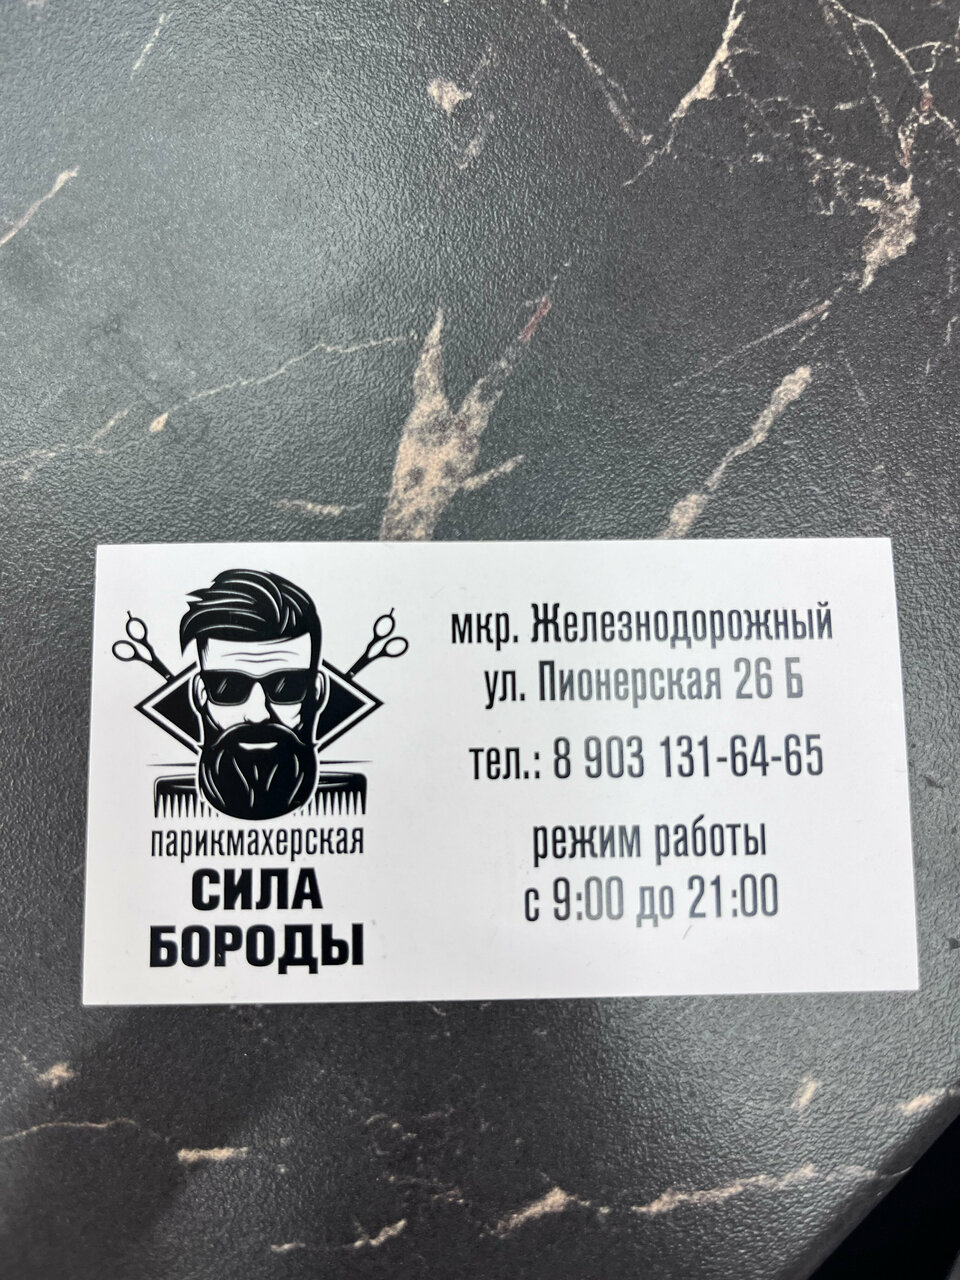 парикмахерская
СИЛА
БОРОДЫ
мкр. Железнодорожный
ул. Пионерская 26 Б
тел.: 8 903 131-64-65
режим работы
с 9:00 до 21:00